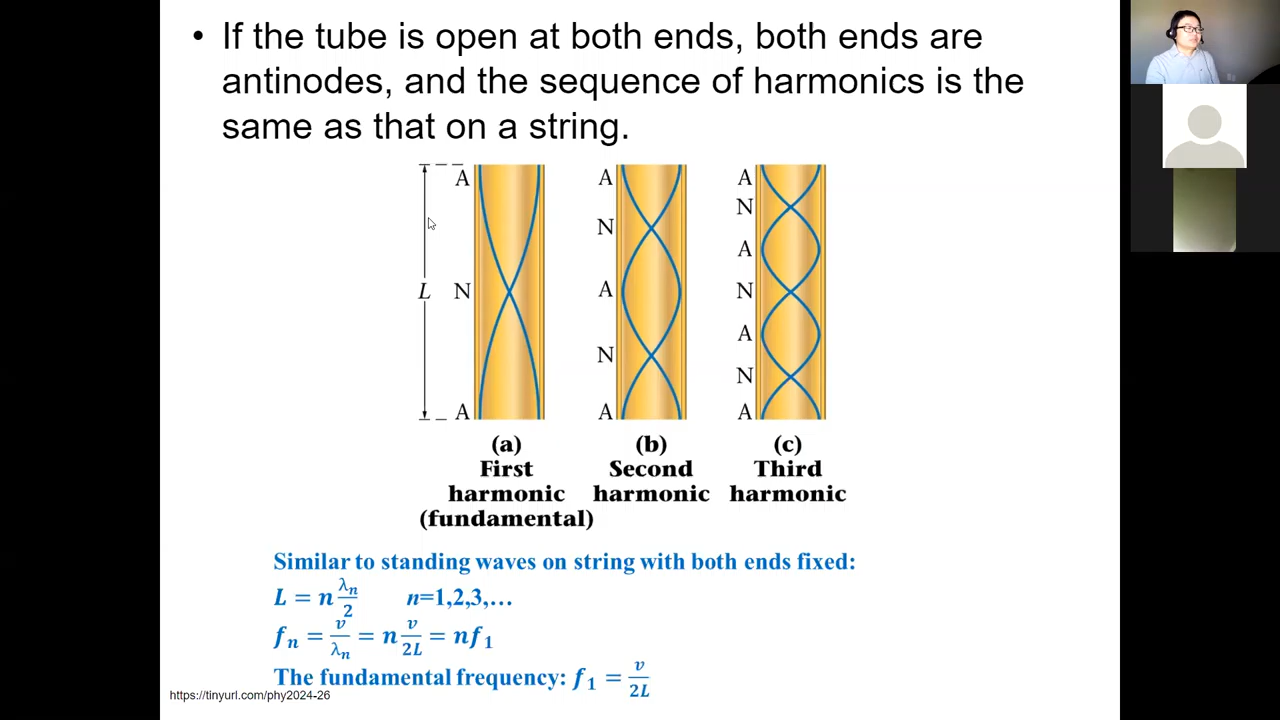 • If the tube is open at both ends, both ends are
antinodes, and the sequence of harmonics is the
same as that on a string.
A
N
A
L
A
N
A
N
A
A
N
A
N
A
N
A
(a)
First
harmonic
(fundamental)
(b)
Second
harmonic
(c)
Third
harmonic
Similar to standing waves on string with both ends fixed:
L = n λₙ/2 n=1,2,3,…
fₙ = v/λₙ = n v/2L = nf₁
The fundamental frequency: f₁ = v/2L
https://tinyurl.com/phy2024-26